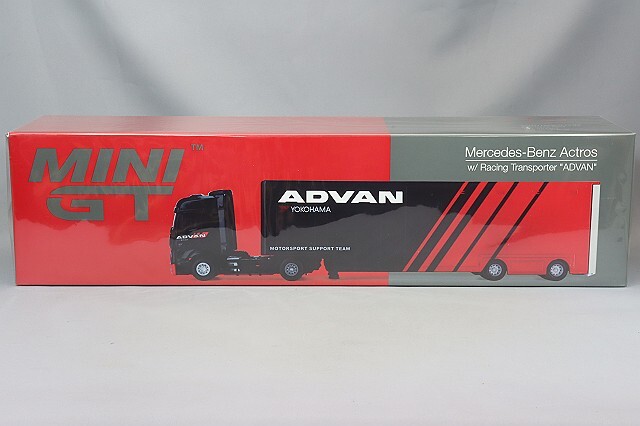 MINI
GT
TM
Mercedes-Benz Actros
w/ Racing Transporter "ADVAN"
ADVAN
YOKOHAMA
MOTORSPORT SUPPORT TEAM
ADVAN